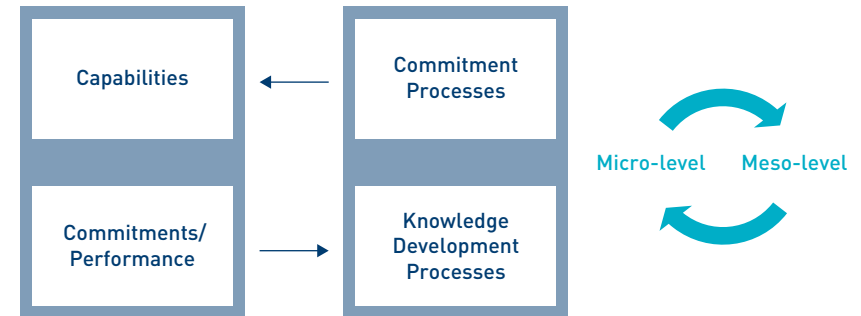 Capabilities
Commitment
Processes
Micro-level
Meso-level
Commitments/
Performance
Knowledge
Development
Processes